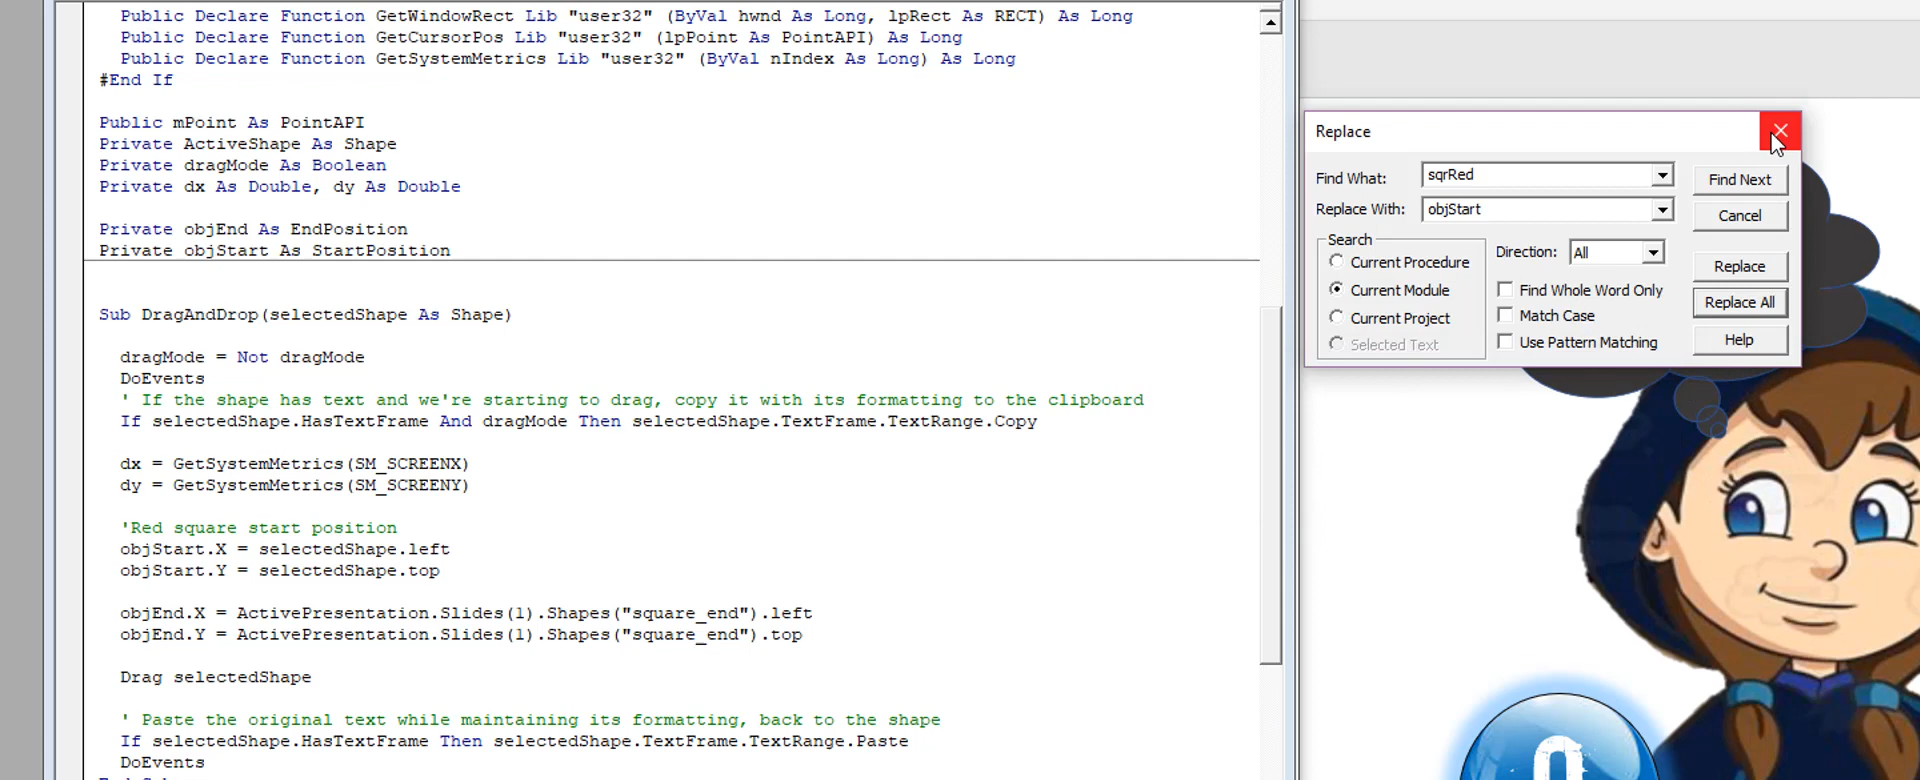 Public Declare Function GetWindowRect Lib "user32" (ByVal hwnd As Long, lpRect As RECT) As Long
Public Declare Function GetCursorPos Lib "user32" (lpPoint As PointAPI) As Long
Public Declare Function GetSystemMetrics Lib "user32" (ByVal nIndex As Long) As Long
#End If
Public mPoint As PointAPI
Private ActiveShape As Shape
Private dragMode As Boolean
Private dx As Double, dy As Double
Private objEnd As EndPosition
Private objStart As StartPosition
Sub DragAndDrop(selectedShape As Shape)
dragMode = Not dragMode
DoEvents
' If the shape has text and we're starting to drag, copy it with its formatting to the clipboard
If selectedShape.HasTextFrame And dragMode Then selectedShape.TextFrame.TextRange.Copy
dx = GetSystemMetrics(SM_SCREENX)
dy = GetSystemMetrics(SM_SCREENY)
'Red square start position
objStart.X = selectedShape.left
objStart.Y = selectedShape.top
objEnd.X = ActivePresentation.Slides(1).Shapes("square_end").left
objEnd.Y = ActivePresentation.Slides(1).Shapes("square_end").top
Drag selectedShape
' Paste the original text while maintaining its formatting, back to the shape
If selectedShape.HasTextFrame Then selectedShape.TextFrame.TextRange.Paste
DoEvents
Replace
Find What: sqrRed Find Next
Replace With: objStart Cancel
Search
Current Procedure Direction: All Replace
Current Module Find Whole Word Only Replace All
Current Project Match Case
Selected Text Use Pattern Matching Help